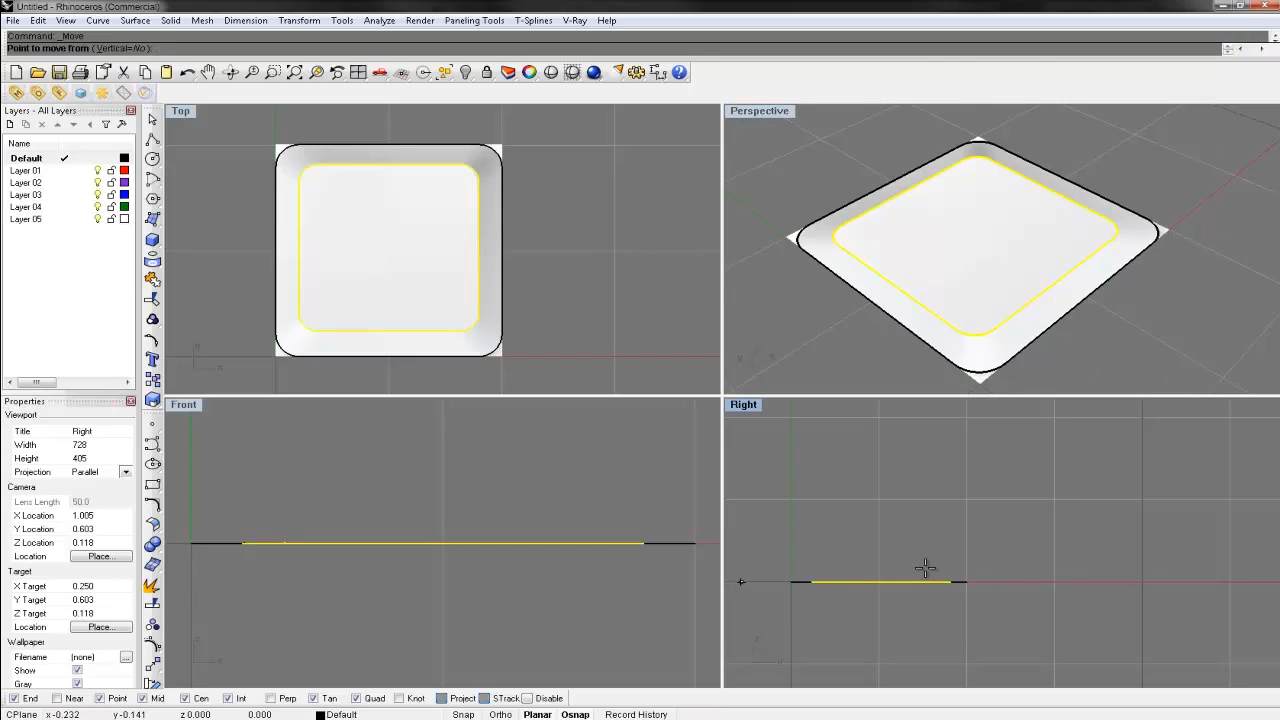 Untitled - Rhinoceros (Commercial)
File Edit View Curve Surface Solid Mesh Dimension Transform Tools Analyze Render Paneling Tools T-Splines V-Ray Help
Command: _Move
Point to move from ( Vertical=No ):
Layers - All Layers
Name
Default
Layer 01
Layer 02
Layer 03
Layer 04
Layer 05
Top
Perspective
Front
Right
Properties
Viewport
Title Right
Width 728
Height 405
Projection Parallel
Camera
Lens Length 50.0
X Location 1.005
Y Location 0.603
Z Location 0.118
Location Place...
Target
X Target 0.250
Y Target 0.603
Z Target 0.118
Location Place...
Wallpaper
Filename (none) ...
Show
Gray
End Near Point Mid Cen Int Perp Tan Quad Knot Project STrack Disable
CPlane x -0.232 y -0.141 z 0.000 0.000 Default Snap Ortho Planar Osnap Record History